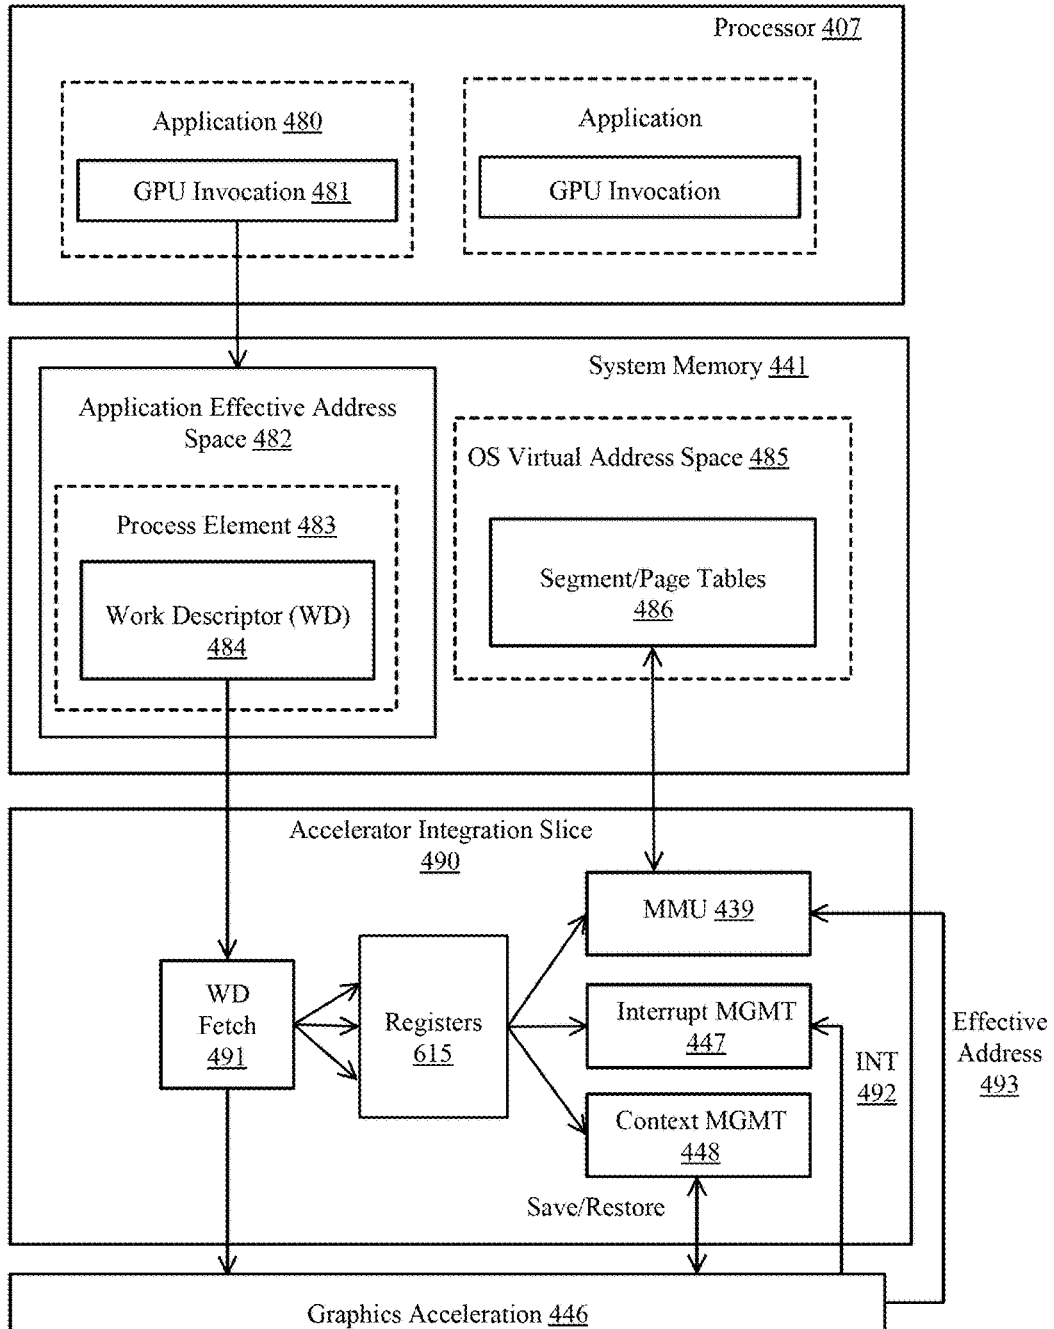 Processor 407
Application 480
GPU Invocation 481
Application
GPU Invocation
System Memory 441
Application Effective Address
Space 482
Process Element 483
Work Descriptor (WD)
484
OS Virtual Address Space 485
Segment/Page Tables
486
Accelerator Integration Slice
490
WD
Fetch
491
Registers
615
MMU 439
Interrupt MGMT
447
Context MGMT
448
Save/Restore
INT
492
Effective
Address
493
Graphics Acceleration 446